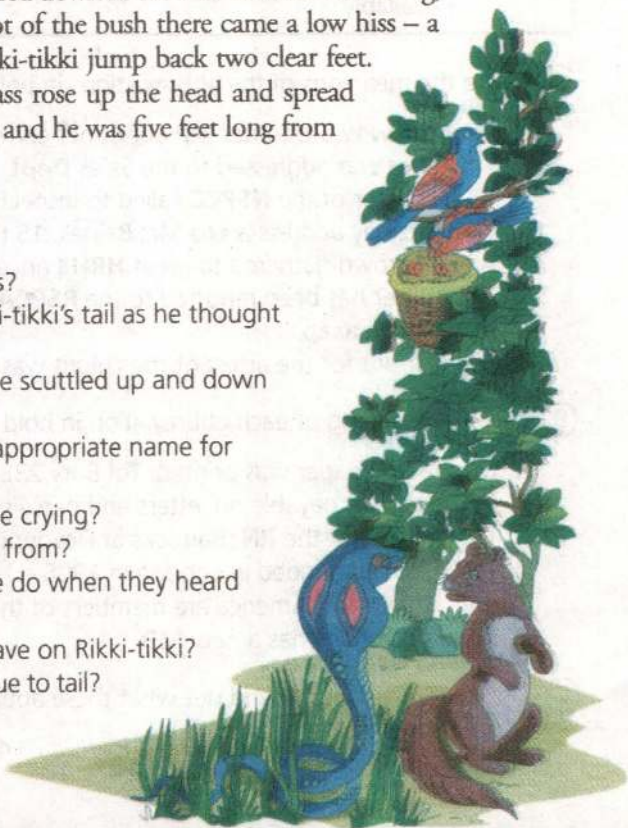 ot of the bush there came a low hiss – a
ki-tikki jump back two clear feet.
ass rose up the head and spread
and he was five feet long from
s?
i-tikki's tail as he thought
e scuttled up and down
appropriate name for
e crying?
from?
e do when they heard
ave on Rikki-tikki?
ue to tail?